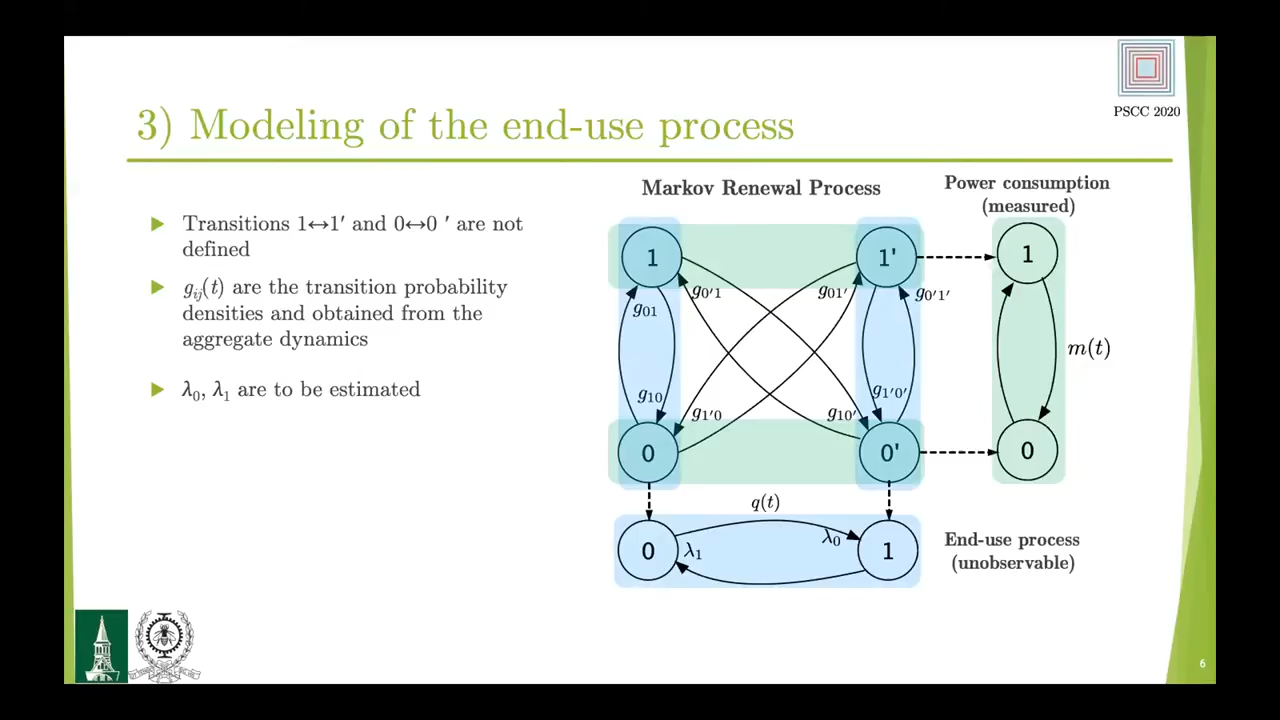 PSCC 2020
3) Modeling of the end-use process
▶ Transitions 1↔1′ and 0↔0 ′ are not
defined
▶ g_ij(t) are the transition probability
densities and obtained from the
aggregate dynamics
▶ λ₀, λ₁ are to be estimated
Markov Renewal Process
Power consumption
(measured)
1
1'
1
g₀′₁
g₀₁′
g₀′₁′
g₀₁
m(t)
g₁₀
g₁′₀
g₁₀′
g₁′₀′
0
0'
0
q(t)
0
λ₁
λ₀
1
End-use process
(unobservable)
6